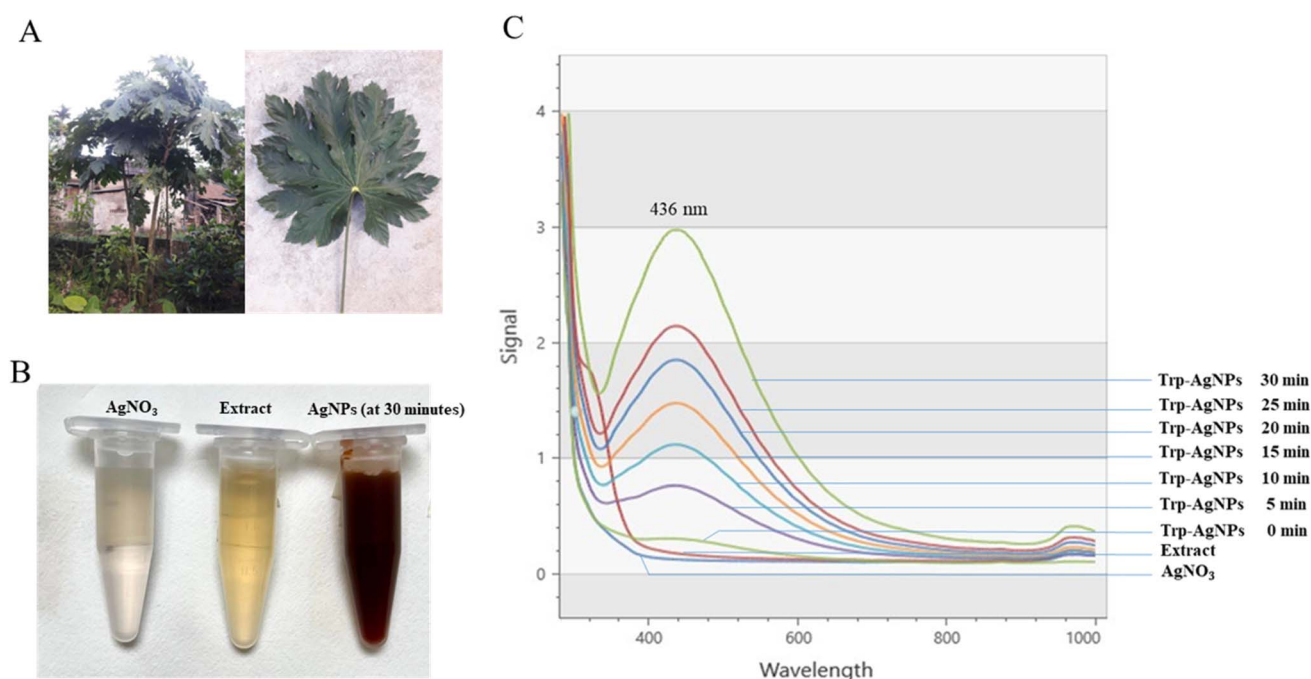 A
B
AgNO₃
Extract
AgNPs (at 30 minutes)
C
Signal
4
3
2
1
0
436 nm
400
600
800
1000
Wavelength
Trp-AgNPs 30 min
Trp-AgNPs 25 min
Trp-AgNPs 20 min
Trp-AgNPs 15 min
Trp-AgNPs 10 min
Trp-AgNPs 5 min
Trp-AgNPs 0 min
Extract
AgNO₃